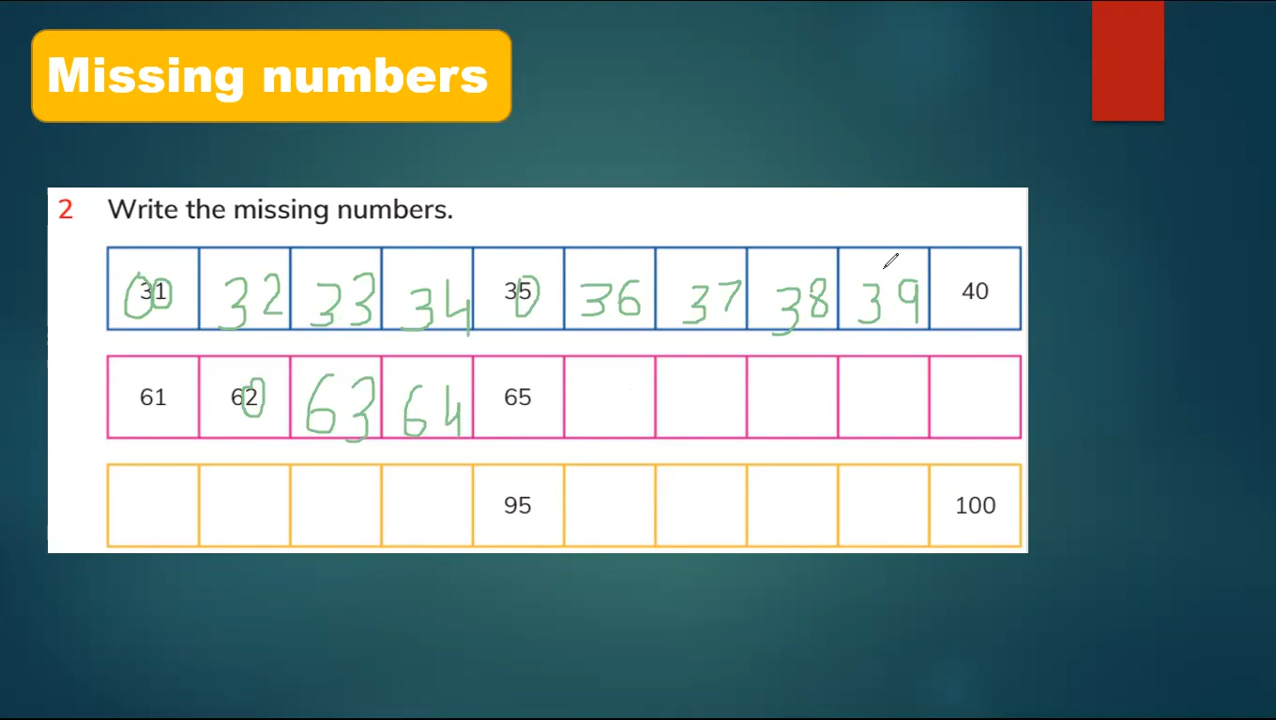 Missing numbers
2 Write the missing numbers.
31 32 33 34 35 36 37 38 39 40
61 62 63 64 65
95 100